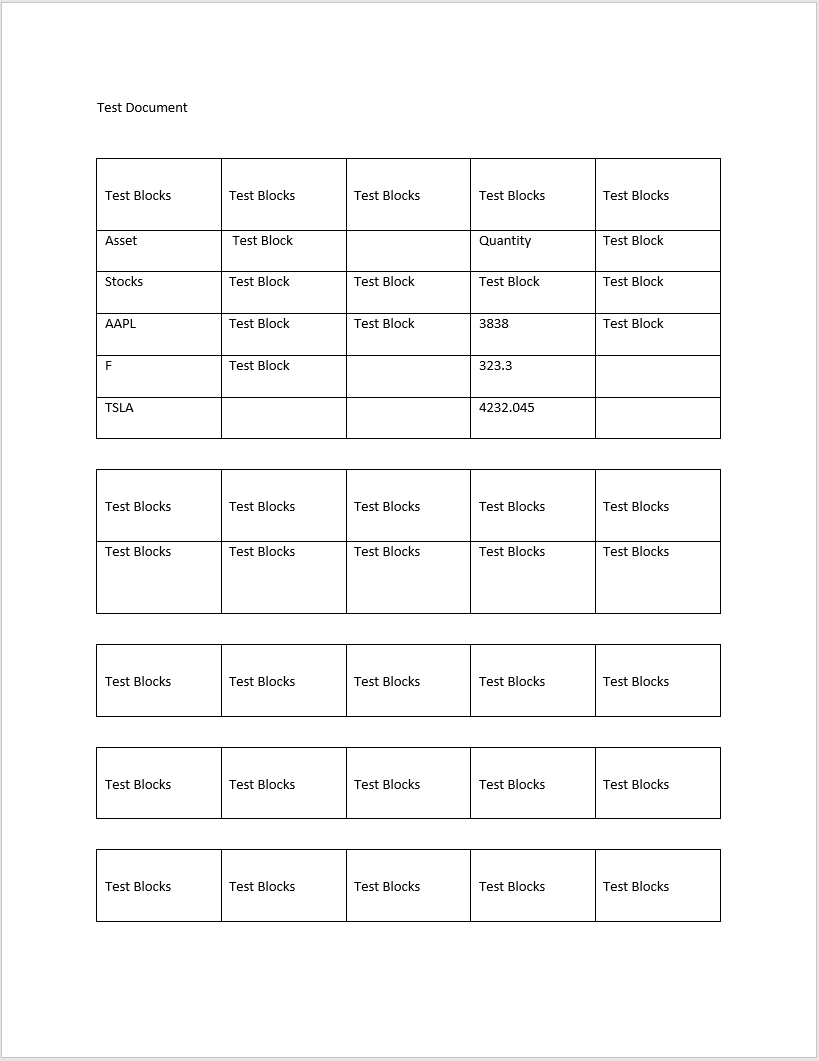 Test Document
Test Blocks Test Blocks Test Blocks Test Blocks Test Blocks
Asset Test Block Quantity Test Block
Stocks Test Block Test Block Test Block Test Block
AAPL Test Block Test Block 3838 Test Block
F Test Block 323.3
TSLA 4232.045
Test Blocks Test Blocks Test Blocks Test Blocks Test Blocks
Test Blocks Test Blocks Test Blocks Test Blocks Test Blocks
Test Blocks Test Blocks Test Blocks Test Blocks Test Blocks
Test Blocks Test Blocks Test Blocks Test Blocks Test Blocks
Test Blocks Test Blocks Test Blocks Test Blocks Test Blocks